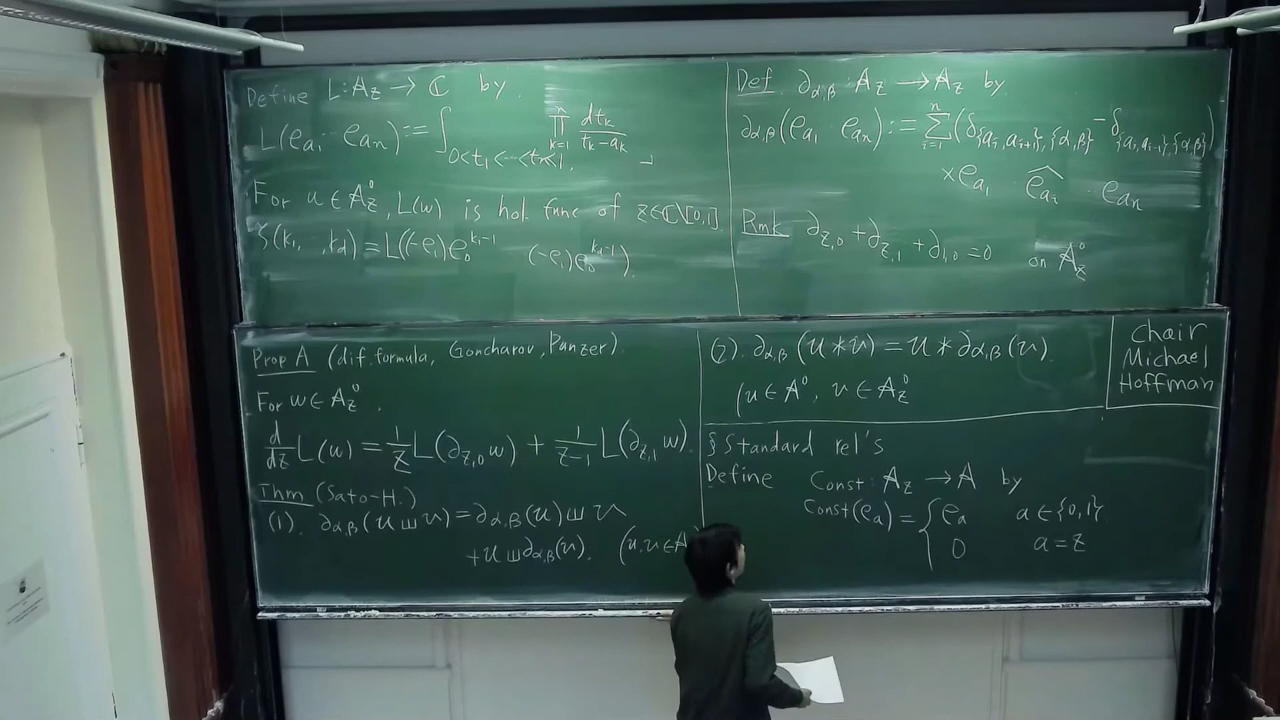 Define L: A_z → ℂ by
L(e_{a_1} e_{a_n}) := ∫_{0<t_1<---<t_n<1} ∏_{k=1}^{n} dt_k/(t_k - a_k)
For u ∈ A_z^0, L(w) is hol func of z∈ℂ\[0,1]
ζ(k_1, ..., k_d) = L((-e_1)e_0^{k_1-1} (-e_1)e_0^{k_d-1})
Def ∂_{α,β} : A_z → A_z by
∂_{α,β}(e_{a_1} e_{a_n}) := Σ_{i=1}^{n} (δ_{{a_i,a_{i+1}},{α,β}} - δ_{{a_i,a_{i-1}},{α,β}})
× e_{a_1} \widehat{e_{a_i}} e_{a_n}
Rmk ∂_{z,0} + ∂_{z,1} + ∂_{1,0} = 0 on A_z^0
Prop A (dif. formula, Goncharov, Panzer).
For w ∈ A_z^0,
d/dz L(w) = 1/z L(∂_{z,0} w) + 1/(z-1) L(∂_{z,1} w).
Thm (Sato-H.)
(1). ∂_{α,β}(u ш v) = ∂_{α,β}(u) ш v
+ u ш ∂_{α,β}(v). (u,v ∈ A
(2). ∂_{α,β}(u * v) = u * ∂_{α,β}(v).
(u ∈ A^0, v ∈ A_z^0
§ Standard rel's
Define Const: A_z → A by
Const(e_a) = { e_a a ∈ {0,1}
0 a = z
Chair
Michael
Hoffman